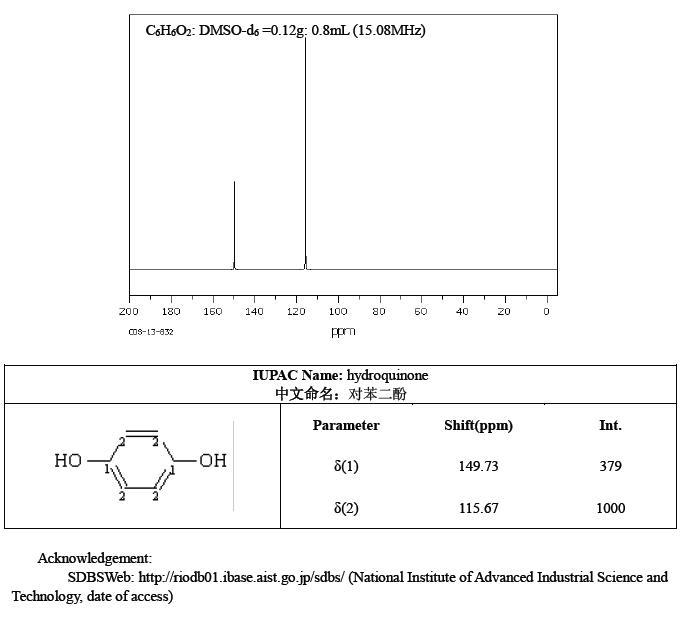 C₆H₆O₂: DMSO-d₆ =0.12g: 0.8mL (15.08MHz)
200 180 160 140 120 100 80 60 40 20 0
CDS-13-832
ppm
IUPAC Name: hydroquinone
中文命名：对苯二酚
Parameter Shift(ppm) Int.
2 2
HO 1 1 OH
2 2
δ(1) 149.73 379
δ(2) 115.67 1000
Acknowledgement:
SDBSWeb: http://riodb01.ibase.aist.go.jp/sdbs/ (National Institute of Advanced Industrial Science and
Technology, date of access)